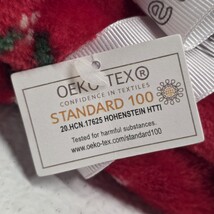 OEKO-TEX®
CONFIDENCE IN TEXTILES
STANDARD 100
20.HCN.17625 HOHENSTEIN HTTI
Tested for harmful substances.
www.oeko-tex.com/standard100